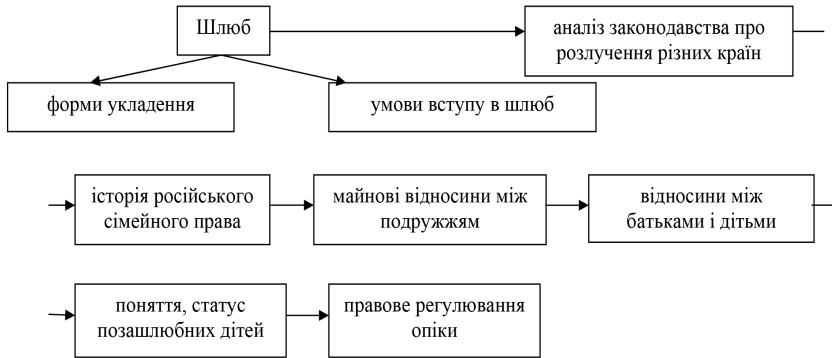 Шлюб
аналіз законодавства про
розлучення різних країн
форми укладення
умови вступу в шлюб
історія російського
сімейного права
майнові відносини між
подружжям
відносини між
батьками і дітьми
поняття, статус
позашлюбних дітей
правове регулювання
опіки